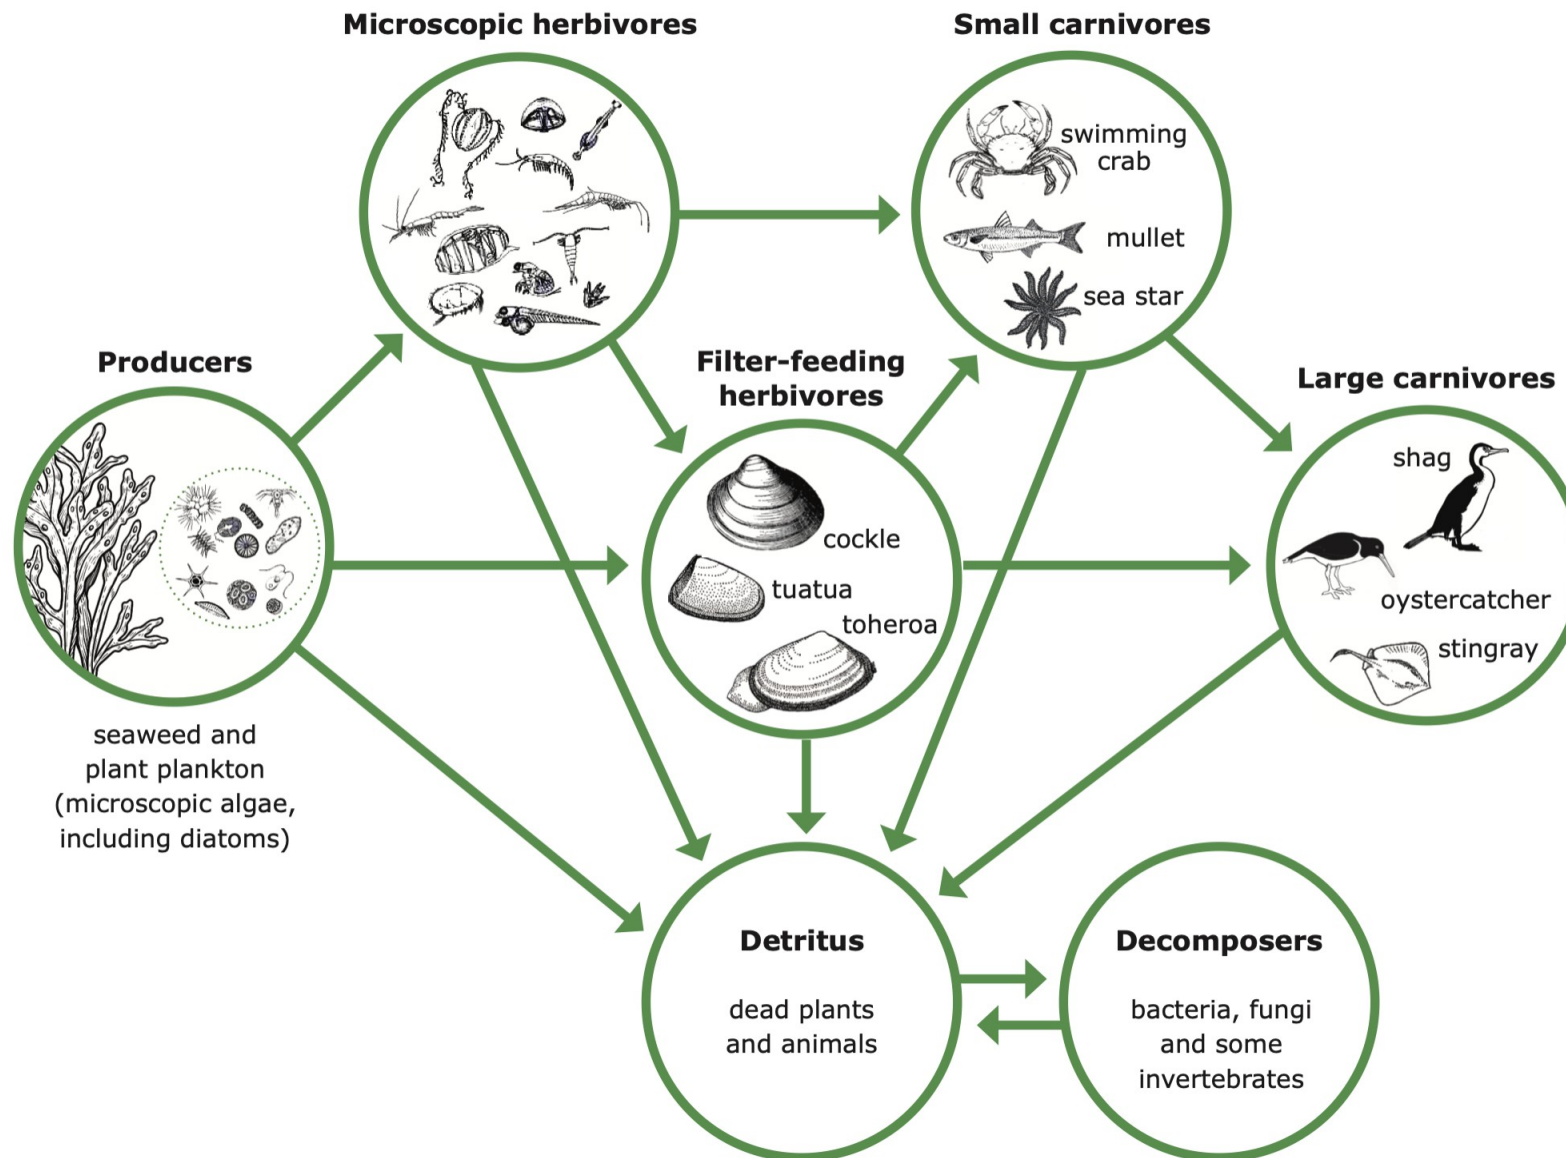 Microscopic herbivores
Small carnivores
swimming
crab
mullet
sea star
Producers
Filter-feeding
herbivores
Large carnivores
cockle
tuatua
toheroa
shag
oystercatcher
stingray
seaweed and
plant plankton
(microscopic algae,
including diatoms)
Detritus
dead plants
and animals
Decomposers
bacteria, fungi
and some
invertebrates